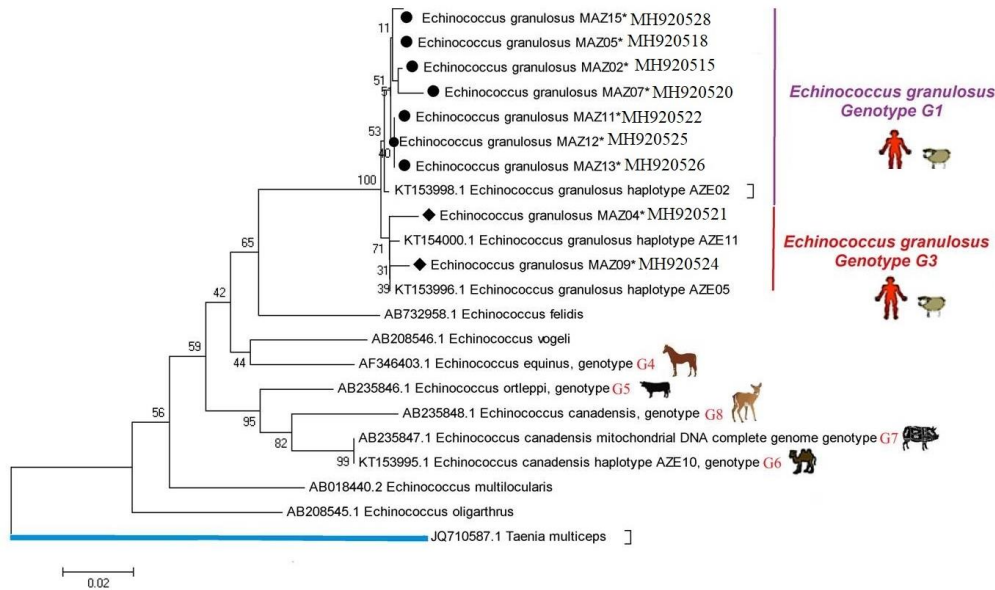 11
Echinococcus granulosus MAZ15* MH920528
Echinococcus granulosus MAZ05* MH920518
Echinococcus granulosus MAZ02* MH920515
51
Echinococcus granulosus MAZ07* MH920520
Echinococcus granulosus
Genotype G1
Echinococcus granulosus MAZ11* MH920522
53
Echinococcus granulosus MAZ12* MH920525
40
Echinococcus granulosus MAZ13* MH920526
100
KT153998.1 Echinococcus granulosus haplotype AZE02
Echinococcus granulosus MAZ04* MH920521
KT154000.1 Echinococcus granulosus haplotype AZE11
71
Echinococcus granulosus
Genotype G3
65
31
Echinococcus granulosus MAZ09* MH920524
39
KT153996.1 Echinococcus granulosus haplotype AZE05
42
AB732958.1 Echinococcus felidis
AB208546.1 Echinococcus vogeli
59
44
AF346403.1 Echinococcus equinus, genotype G4
AB235846.1 Echinococcus ortleppi, genotype G5
56
95
AB235848.1 Echinococcus canadensis, genotype G8
82
AB235847.1 Echinococcus canadensis mitochondrial DNA complete genome genotype G7
99
KT153995.1 Echinococcus canadensis haplotype AZE10, genotype G6
AB018440.2 Echinococcus multilocularis
AB208545.1 Echinococcus oligarthrus
JQ710587.1 Taenia multiceps
0.02